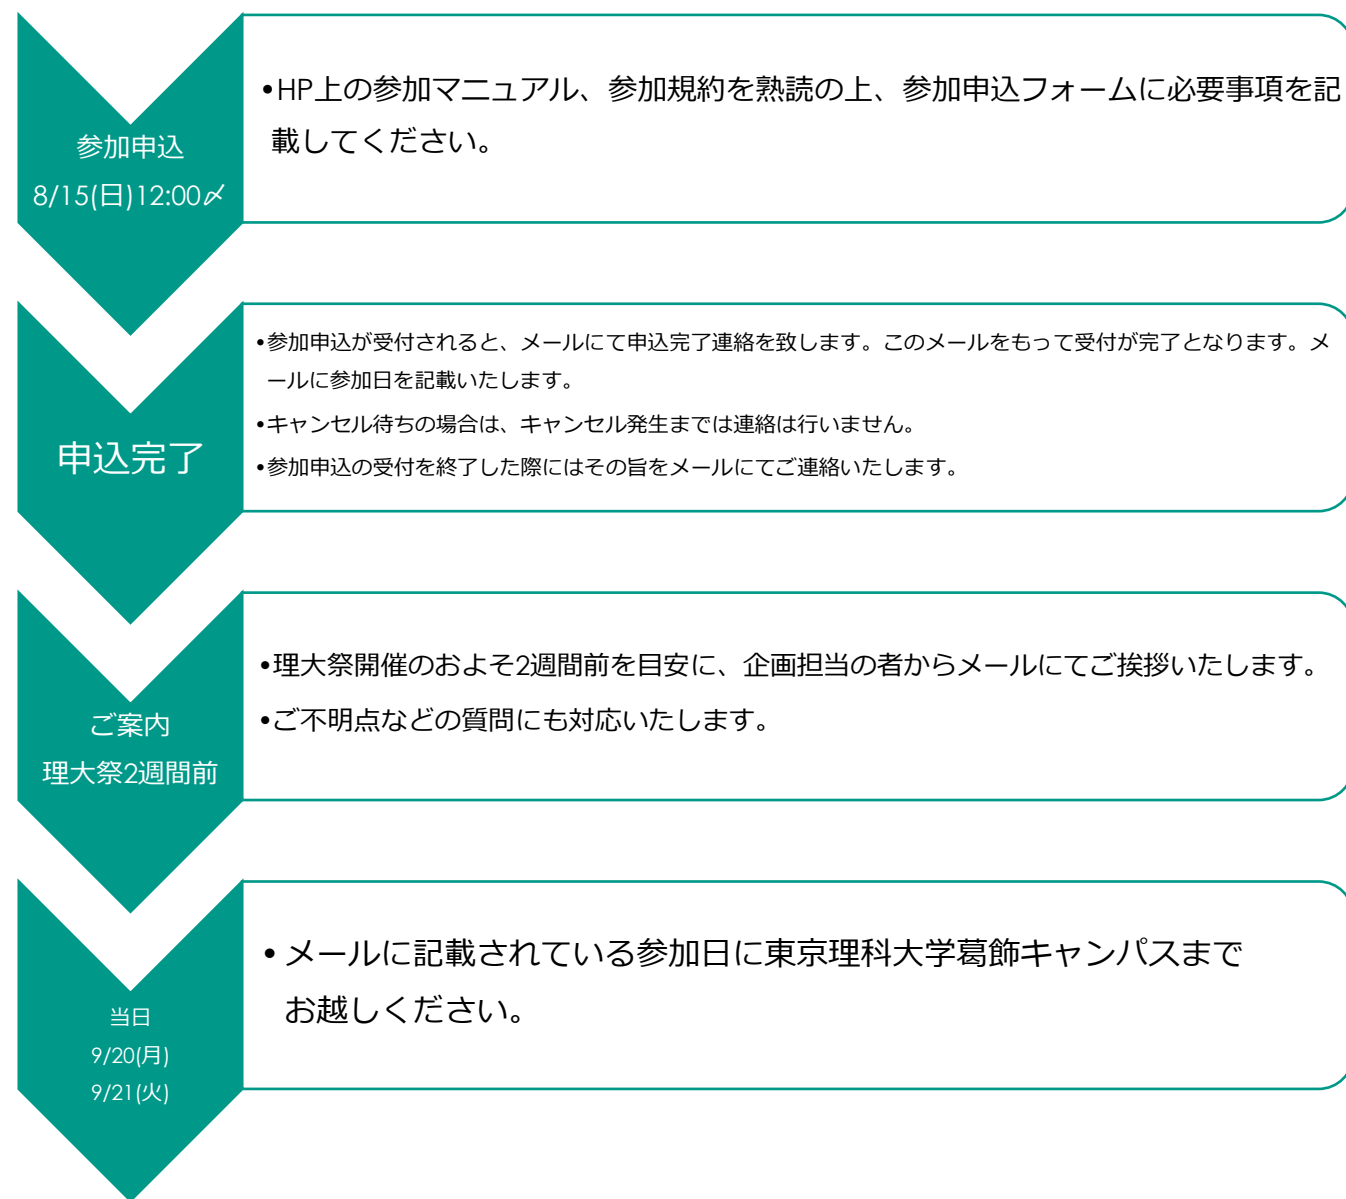 参加申込
8/15(日)12:00〆
•HP上の参加マニュアル、参加規約を熟読の上、参加申込フォームに必要事項を記
載してください。
申込完了
•参加申込が受付されると、メールにて申込完了連絡を致します。このメールをもって受付が完了となります。メ
ールに参加日を記載いたします。
•キャンセル待ちの場合は、キャンセル発生までは連絡は行いません。
•参加申込の受付を終了した際にはその旨をメールにてご連絡いたします。
ご案内
理大祭2週間前
•理大祭開催のおよそ2週間前を目安に、企画担当の者からメールにてご挨拶いたします。
•ご不明点などの質問にも対応いたします。
当日
9/20(月)
9/21(火)
•メールに記載されている参加日に東京理科大学葛飾キャンパスまで
お越しください。